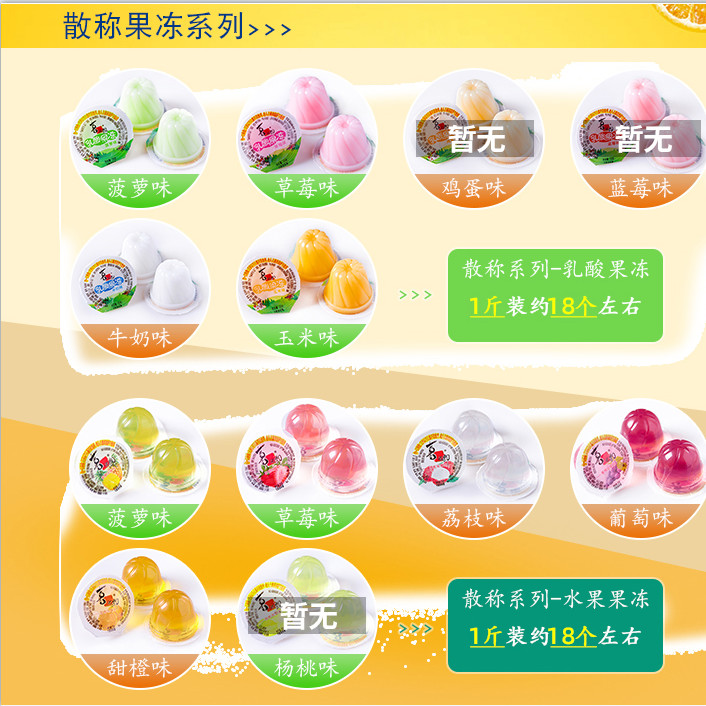 散称果冻系列>>>
菠萝味
草莓味
暂无
鸡蛋味
暂无
蓝莓味
牛奶味
玉米味
>>>
散称系列-乳酸果冻
1斤装约18个左右
菠萝味
草莓味
荔枝味
葡萄味
甜橙味
暂无
杨桃味
>>>
散称系列-水果果冻
1斤装约18个左右